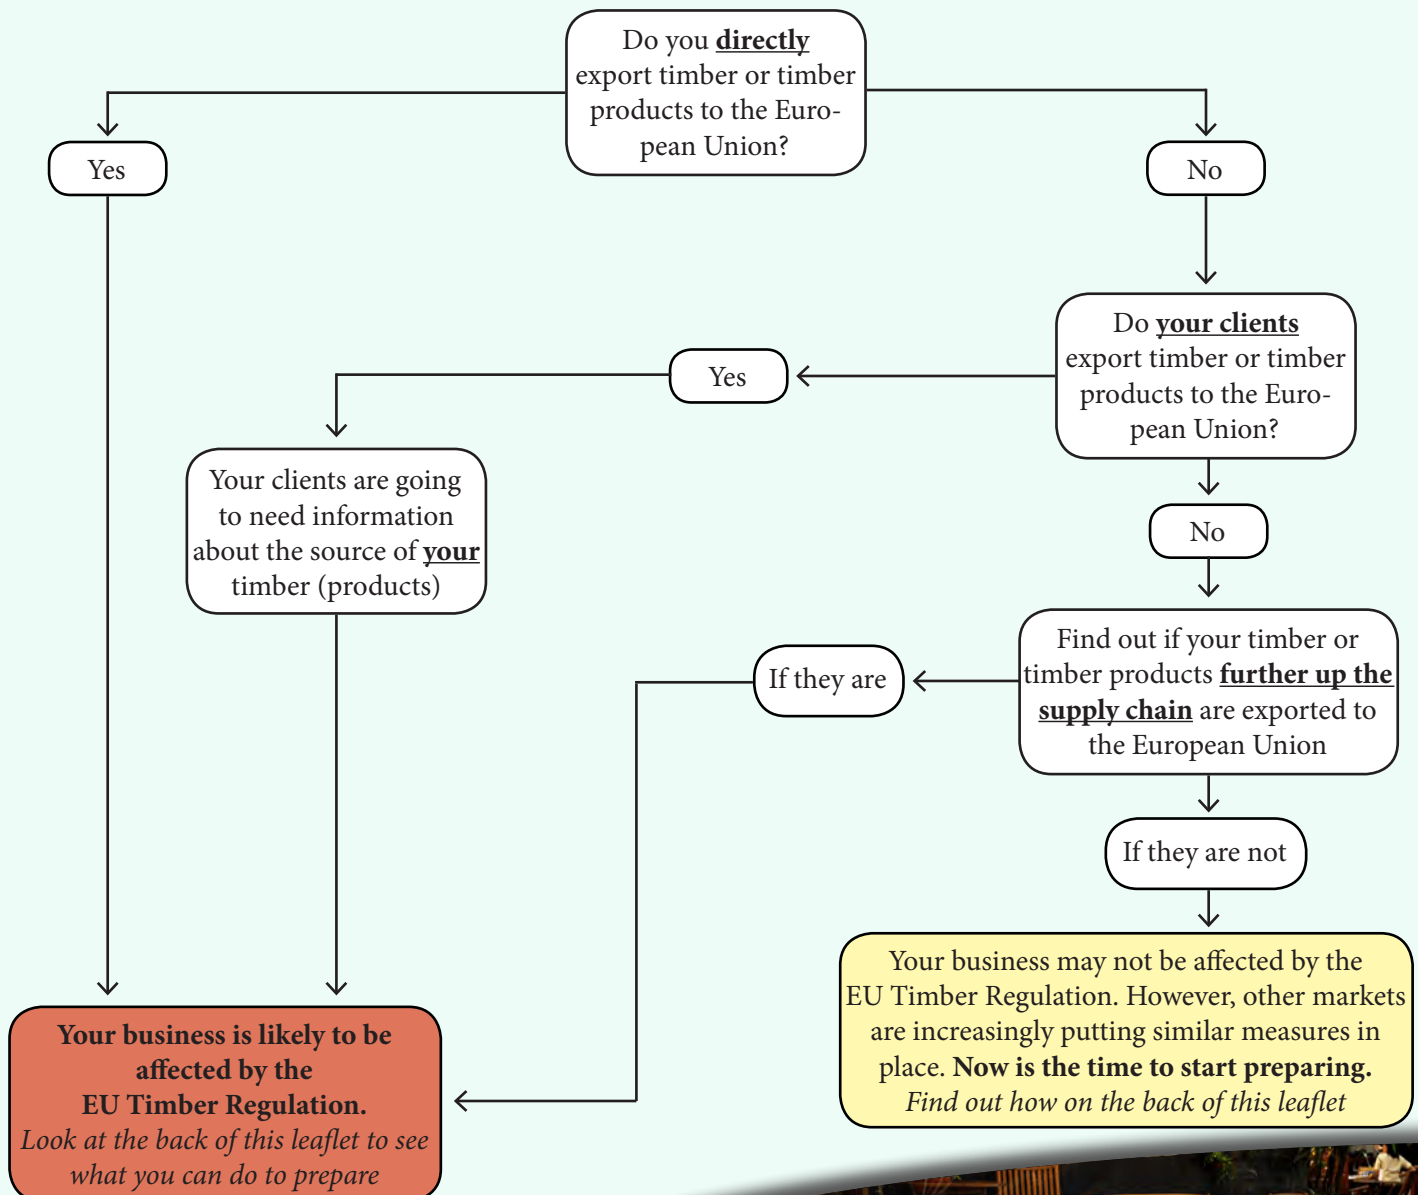 Do you directly
export timber or timber
products to the Euro-
pean Union?
Yes
No
Do your clients
export timber or timber
products to the Euro-
pean Union?
Yes
Your clients are going
to need information
about the source of your
timber (products)
No
Find out if your timber or
timber products further up the
supply chain are exported to
the European Union
If they are
If they are not
Your business may not be affected by the
EU Timber Regulation. However, other markets
are increasingly putting similar measures in
place. Now is the time to start preparing.
Find out how on the back of this leaflet
Your business is likely to be
affected by the
EU Timber Regulation.
Look at the back of this leaflet to see
what you can do to prepare